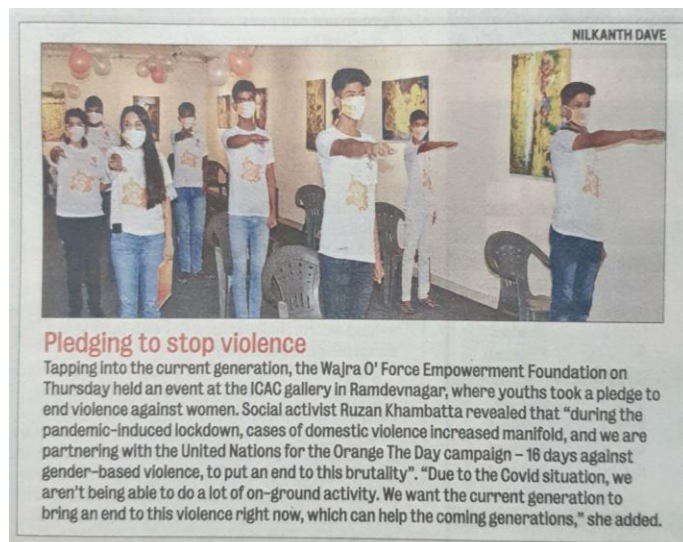 NILKANTH DAVE
Pledging to stop violence
Tapping into the current generation, the Wajra O' Force Empowerment Foundation on
Thursday held an event at the ICAC gallery in Ramdevnagar, where youths took a pledge to
end violence against women. Social activist Ruzan Khambatta revealed that “during the
pandemic-induced lockdown, cases of domestic violence increased manifold, and we are
partnering with the United Nations for the Orange The Day campaign – 16 days against
gender-based violence, to put an end to this brutality”. “Due to the Covid situation, we
aren't being able to do a lot of on-ground activity. We want the current generation to
bring an end to this violence right now, which can help the coming generations,” she added.